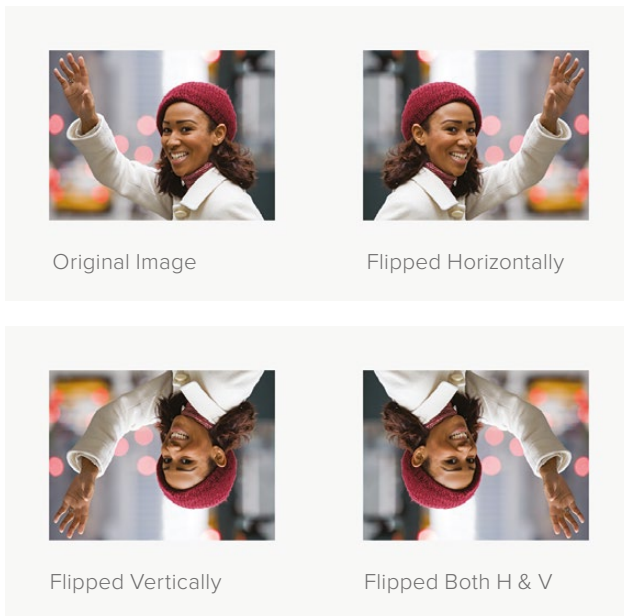 Original Image
Flipped Horizontally
Flipped Vertically
Flipped Both H & V